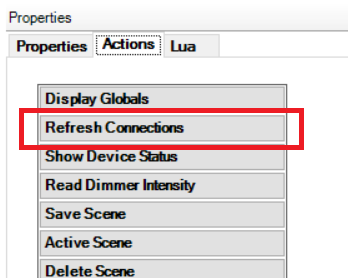 Properties
Properties Actions Lua
Display Globals
Refresh Connections
Show Device Status
Read Dimmer Intensity
Save Scene
Active Scene
Delete Scene